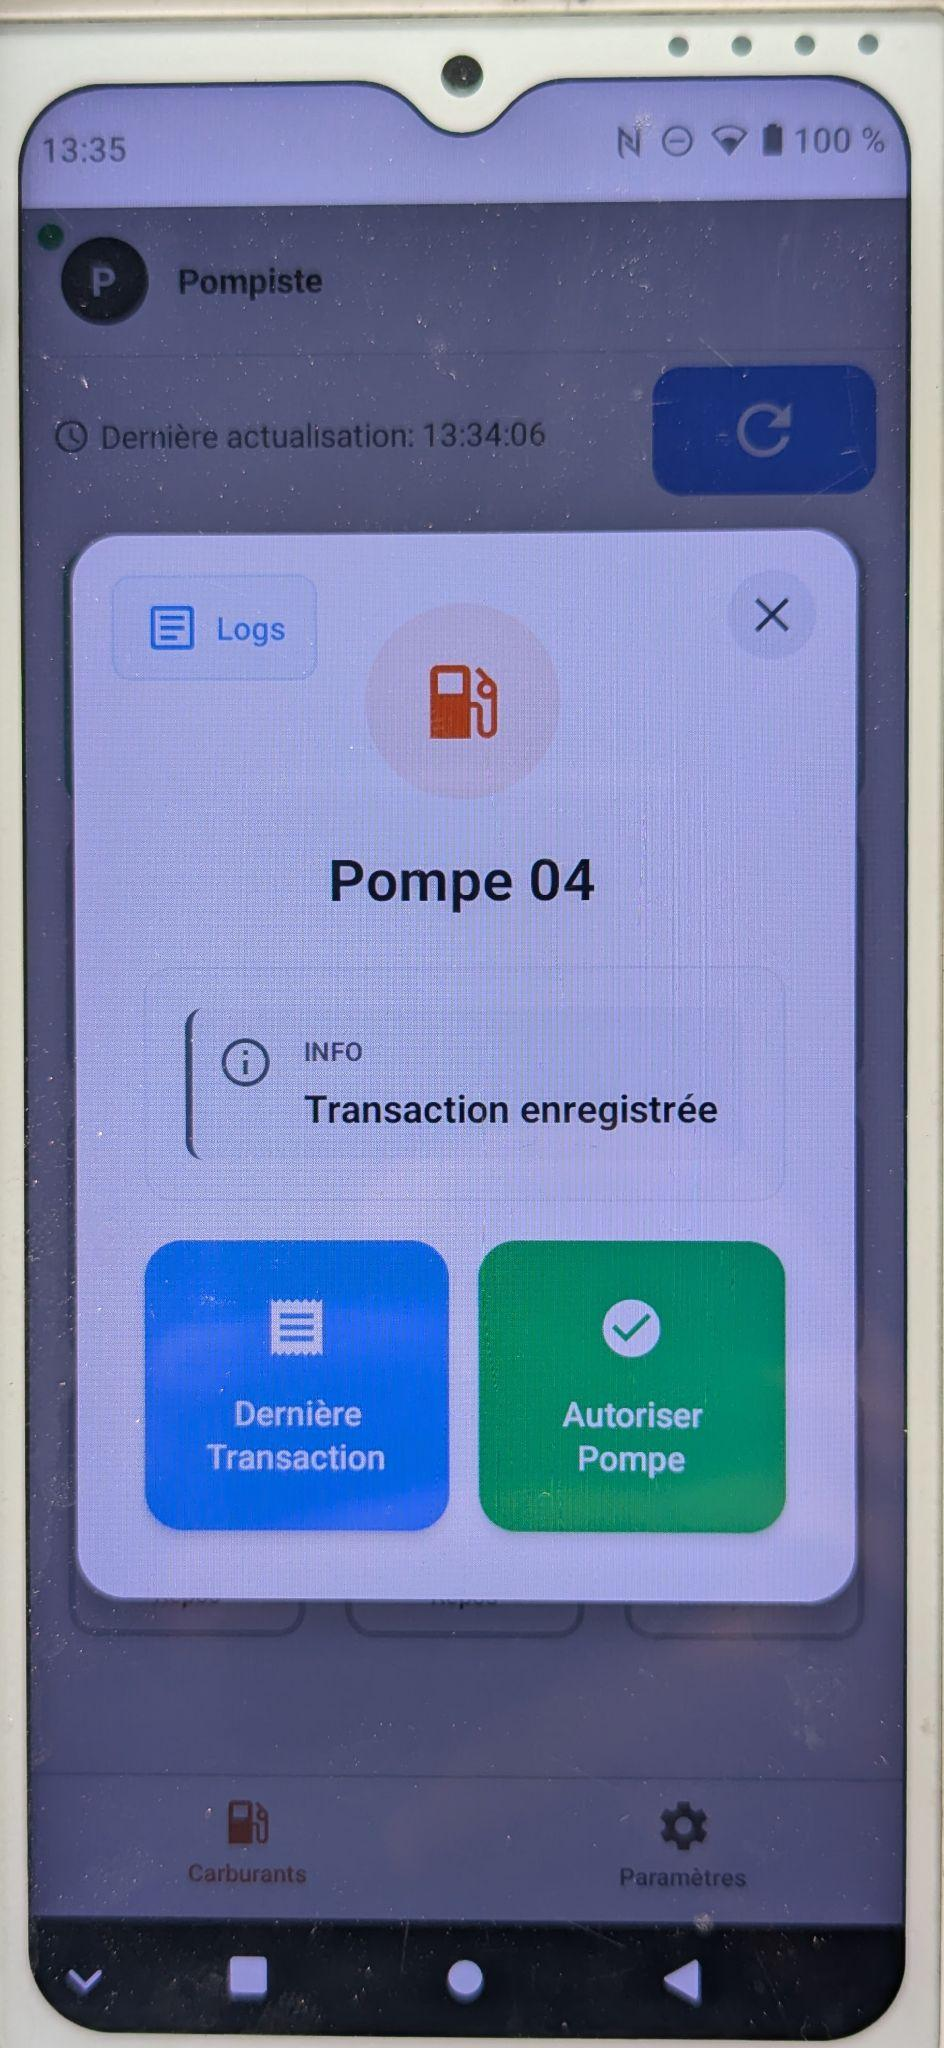 13:35
100 %
P
Pompiste
Dernière actualisation: 13:34:06
Logs
Pompe 04
INFO
Transaction enregistrée
Dernière
Transaction
Autoriser
Pompe
Carburants
Paramètres